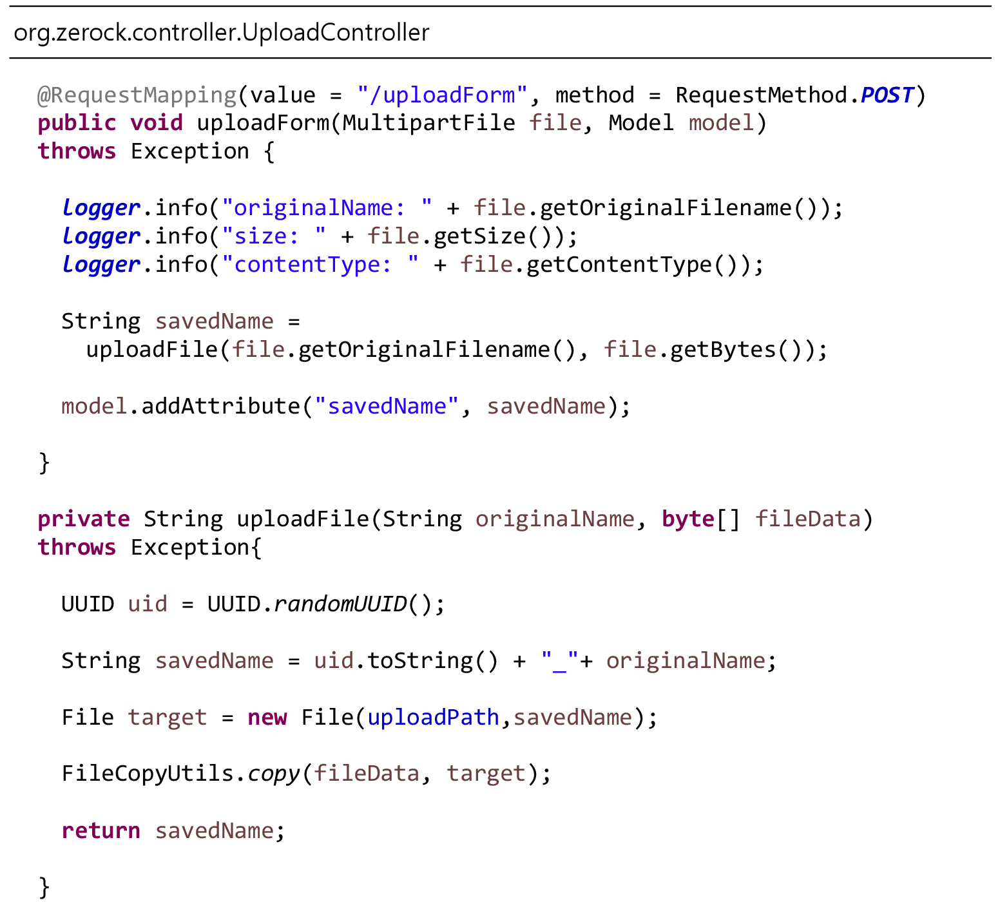 org.zerock.controller.UploadController
@RequestMapping(value = "/uploadForm", method = RequestMethod.POST)
public void uploadForm(MultipartFile file, Model model)
throws Exception {
logger.info("originalName: " + file.getOriginalFilename());
logger.info("size: " + file.getSize());
logger.info("contentType: " + file.getContentType());
String savedName =
uploadFile(file.getOriginalFilename(), file.getBytes());
model.addAttribute("savedName", savedName);
}
private String uploadFile(String originalName, byte[] fileData)
throws Exception{
UUID uid = UUID.randomUUID();
String savedName = uid.toString() + "_"+ originalName;
File target = new File(uploadPath,savedName);
FileCopyUtils.copy(fileData, target);
return savedName;
}